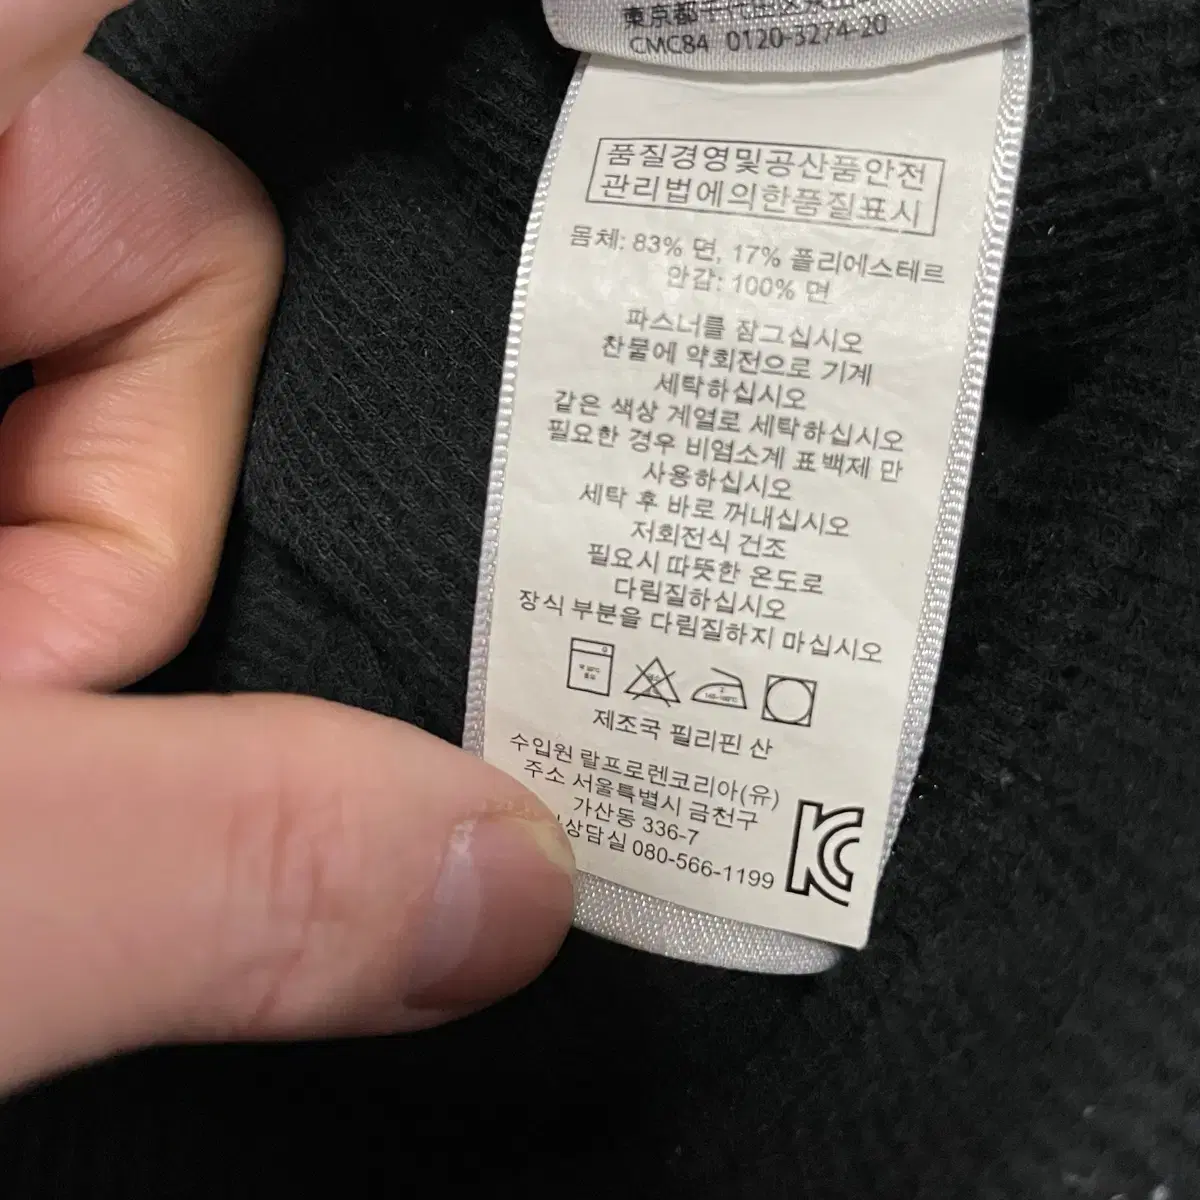 東京都千代田区
CMC84 0120-3274-20
품질경영및공산품안전
관리법에의한품질표시
몸체: 83% 면, 17% 폴리에스테르
안감: 100% 면
파스너를 잠그십시오
찬물에 약회전으로 기계
세탁하십시오
같은 색상 계열로 세탁하십시오
필요한 경우 비염소계 표백제 만
사용하십시오
세탁 후 바로 꺼내십시오
저회전식 건조
필요시 따뜻한 온도로
다림질하십시오
장식 부분을 다림질하지 마십시오
제조국 필리핀 산
수입원 랄프로렌코리아(유)
주소 서울특별시 금천구
가산동 336-7
상담실 080-566-1199